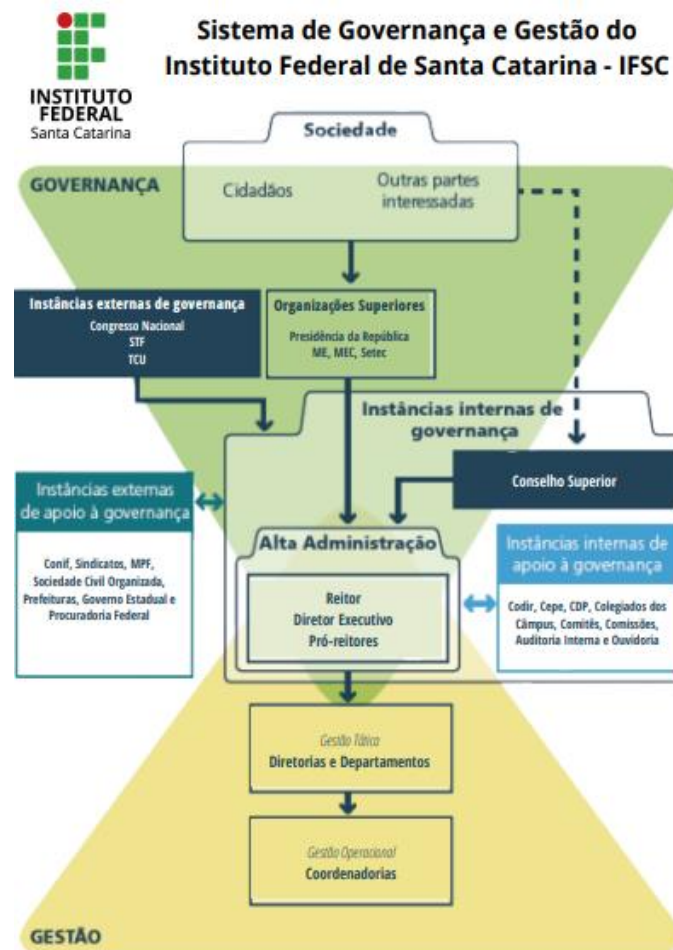 INSTITUTO
FEDERAL
Santa Catarina
Sistema de Governança e Gestão do
Instituto Federal de Santa Catarina - IFSC
Sociedade
GOVERNANÇA
Cidadãos
Outras partes
interessadas
Instâncias externas de governança
Congresso Nacional
STF
TCU
Organizações Superiores
Presidência da República
ME, MEC, Setec
Instâncias internas de
governança
Conselho Superior
Instâncias externas
de apoio à governança
Conif, Sindicatos, MPF,
Sociedade Civil Organizada,
Prefeituras, Governo Estadual e
Procuradoria Federal
Alta Administração
Reitor
Diretor Executivo
Pró-reitores
Instâncias internas de
apoio à governança
Codir, Cepe, CDP, Colegiados dos
Câmpus, Comitês, Comissões,
Auditoria Interna e Ouvidoria
Gestão Tática
Diretorias e Departamentos
Gestão Operacional
Coordenadorias
GESTÃO